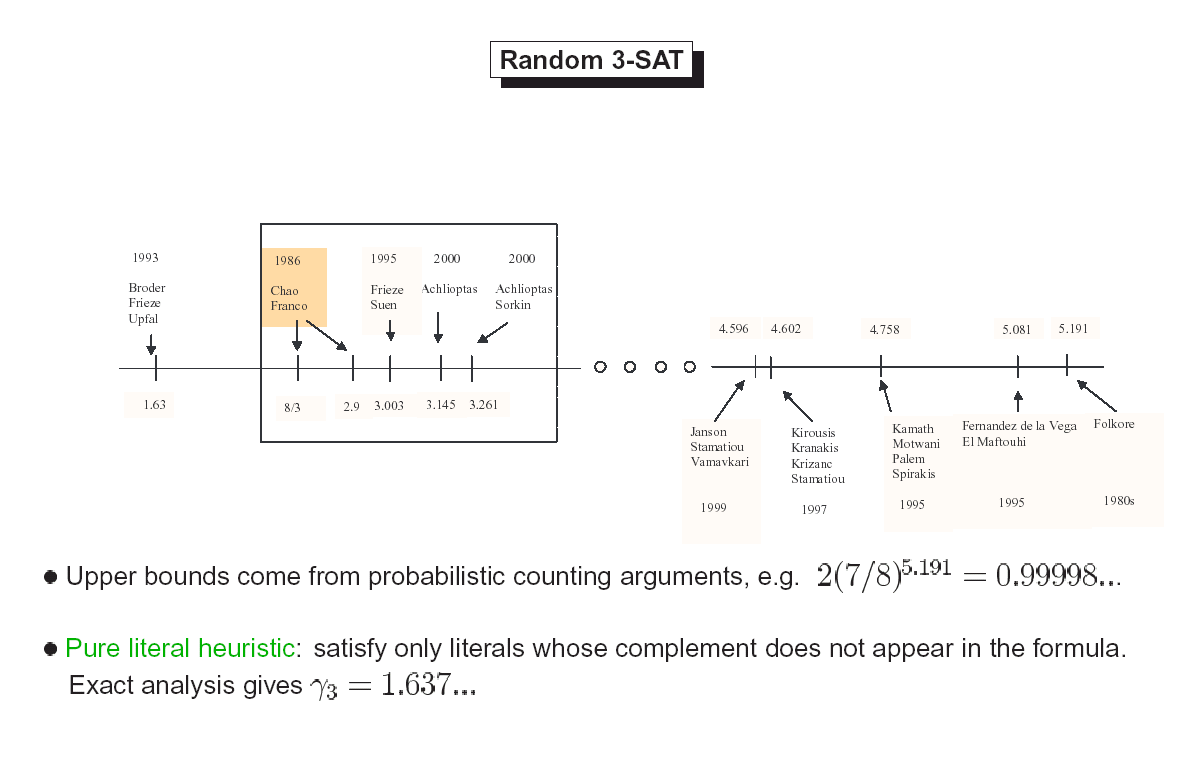 Random 3-SAT
1993
Broder
Frieze
Upfal
1986
Chao
Franco
1995
Frieze
Suen
2000
Achlioptas
2000
Achlioptas
Sorkin
1.63
8/3
2.9
3.003
3.145
3.261
4.596
4.602
4.758
5.081
5.191
Janson
Stamatiou
Vamavkari
1999
Kirousis
Kranakis
Krizanc
Stamatiou
1997
Kamath
Motwani
Palem
Spirakis
1995
Fernandez de la Vega
El Maftouhi
1995
Folkore
1980s
● Upper bounds come from probabilistic counting arguments, e.g. 2(7/8)^5.191 = 0.99998...
● Pure literal heuristic: satisfy only literals whose complement does not appear in the formula.
Exact analysis gives γ₃ = 1.637...